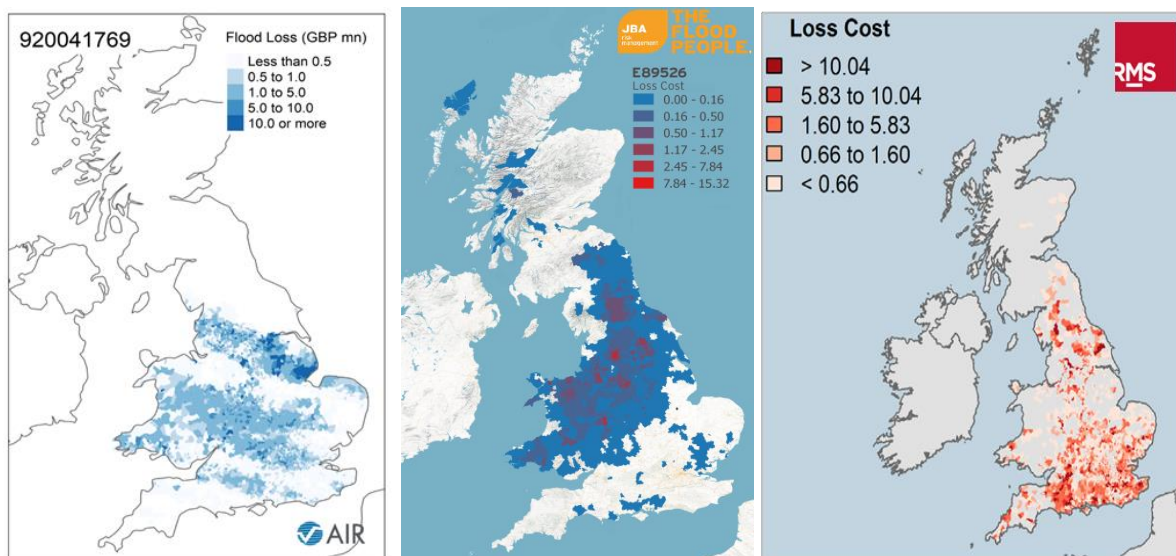 920041769
Flood Loss (GBP mn)
Less than 0.5
0.5 to 1.0
1.0 to 5.0
5.0 to 10.0
10.0 or more
AIR
JBA
risk
management
THE
FLOOD
PEOPLE.
E89526
Loss Cost
0.00 - 0.16
0.16 - 0.50
0.50 - 1.17
1.17 - 2.45
2.45 - 7.84
7.84 - 15.32
Loss Cost
> 10.04
5.83 to 10.04
1.60 to 5.83
0.66 to 1.60
< 0.66
RMS